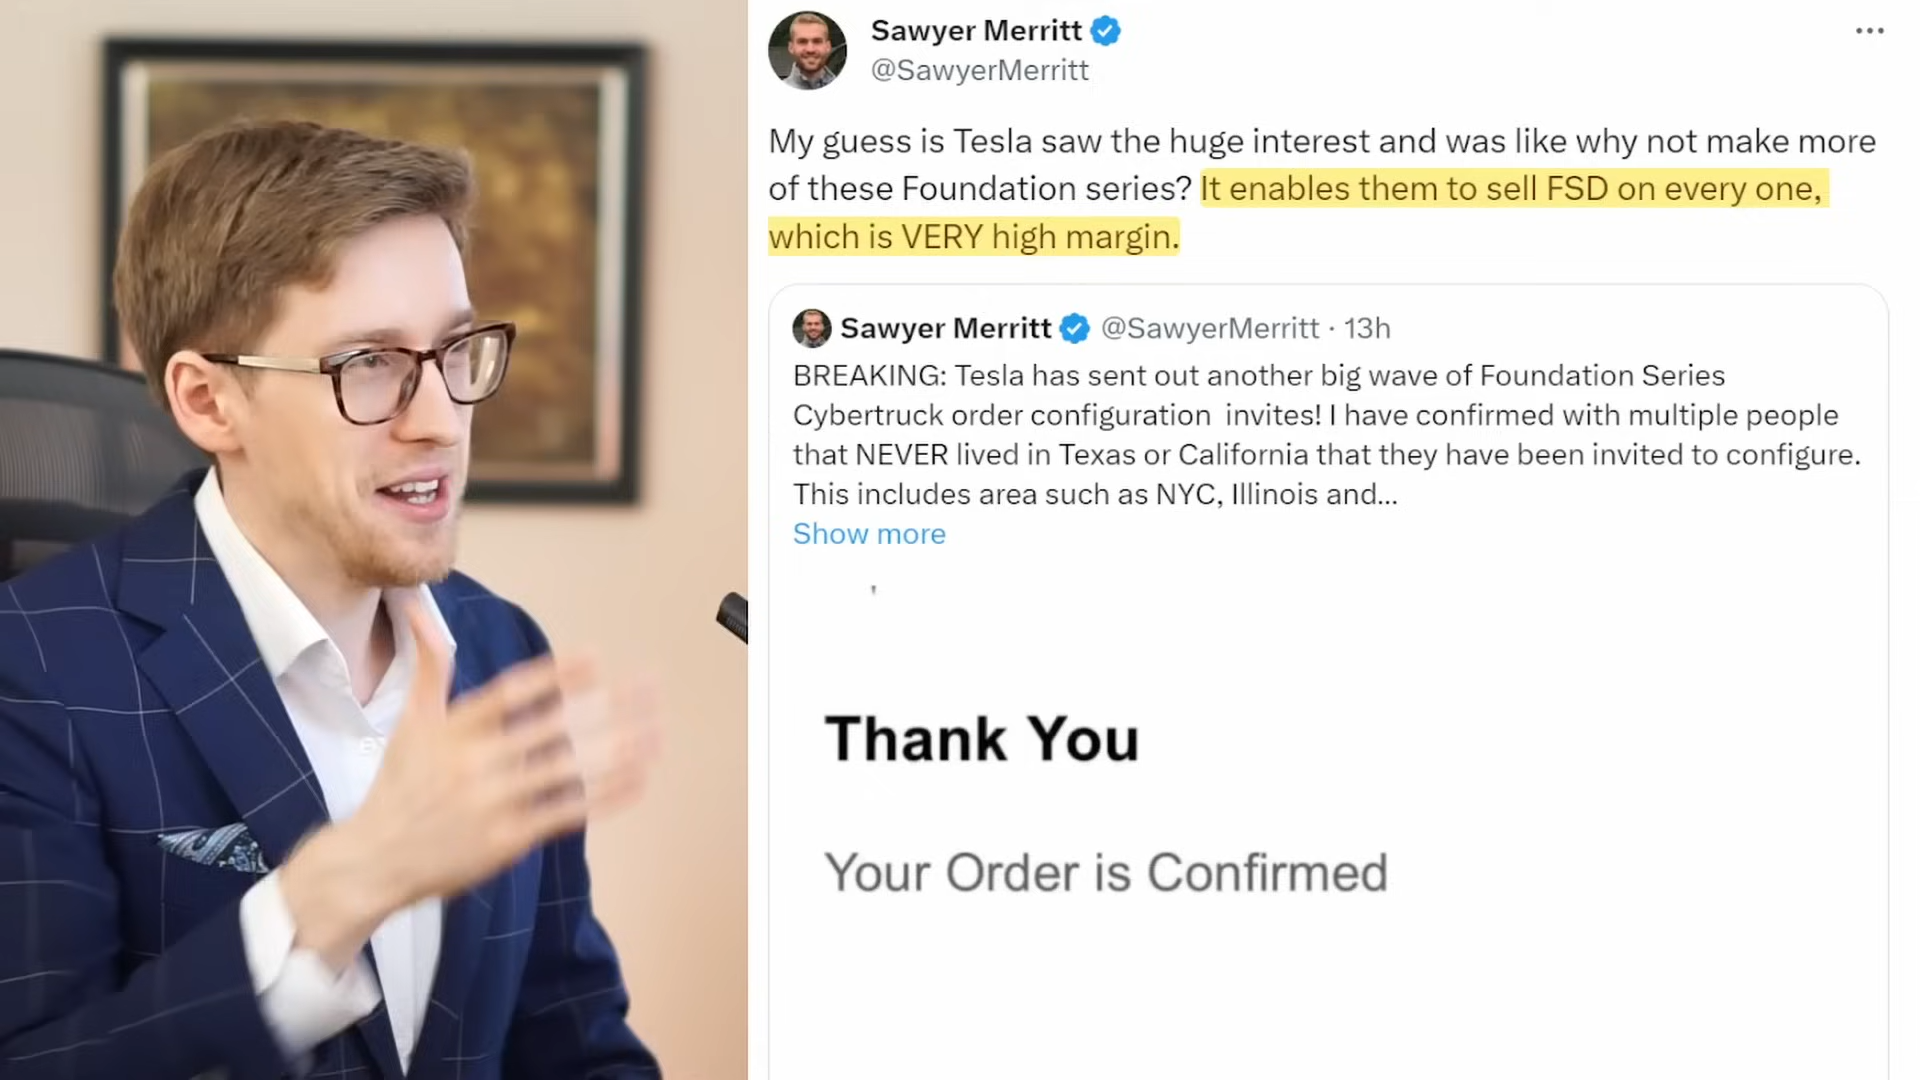 Sawyer Merritt
@SawyerMerritt
My guess is Tesla saw the huge interest and was like why not make more
of these Foundation series? It enables them to sell FSD on every one,
which is VERY high margin.
Sawyer Merritt @SawyerMerritt · 13h
BREAKING: Tesla has sent out another big wave of Foundation Series
Cybertruck order configuration invites! I have confirmed with multiple people
that NEVER lived in Texas or California that they have been invited to configure.
This includes area such as NYC, Illinois and...
Show more
Thank You
Your Order is Confirmed